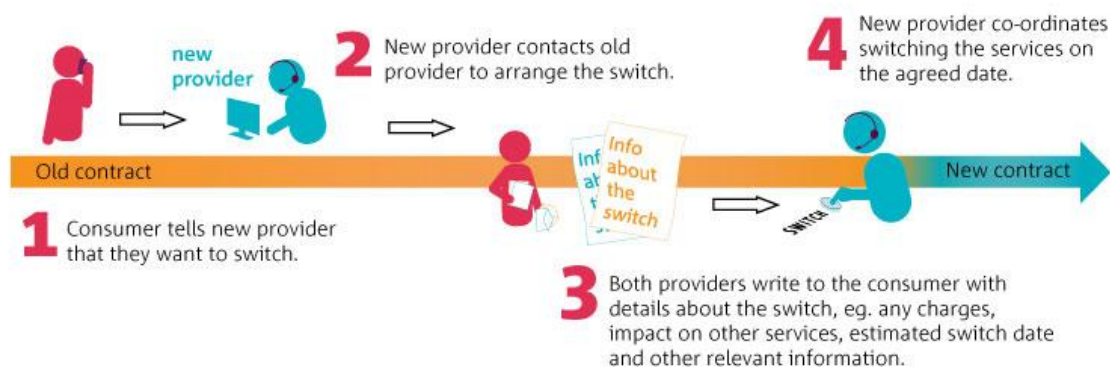 new
provider
2 New provider contacts old
provider to arrange the switch.
4 New provider co-ordinates
switching the services on
the agreed date.
Old contract
Info
about
the
switch
Inf
ab
t
SWITCH
New contract
1 Consumer tells new provider
that they want to switch.
3 Both providers write to the consumer with
details about the switch, eg. any charges,
impact on other services, estimated switch date
and other relevant information.